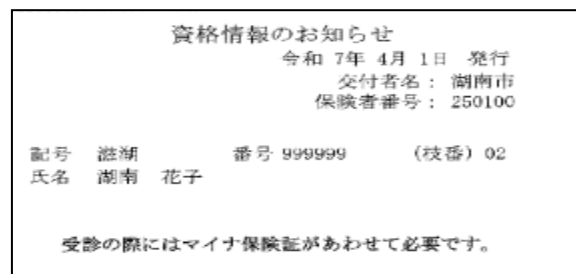 資格情報のお知らせ
令和 7年 4月 1日 発行
交付者名： 湖南市
保険者番号： 250100
記号 滋湖 番号 999999 （枝番）02
氏名 湖南 花子
受診の際にはマイナ保険証があわせて必要です。